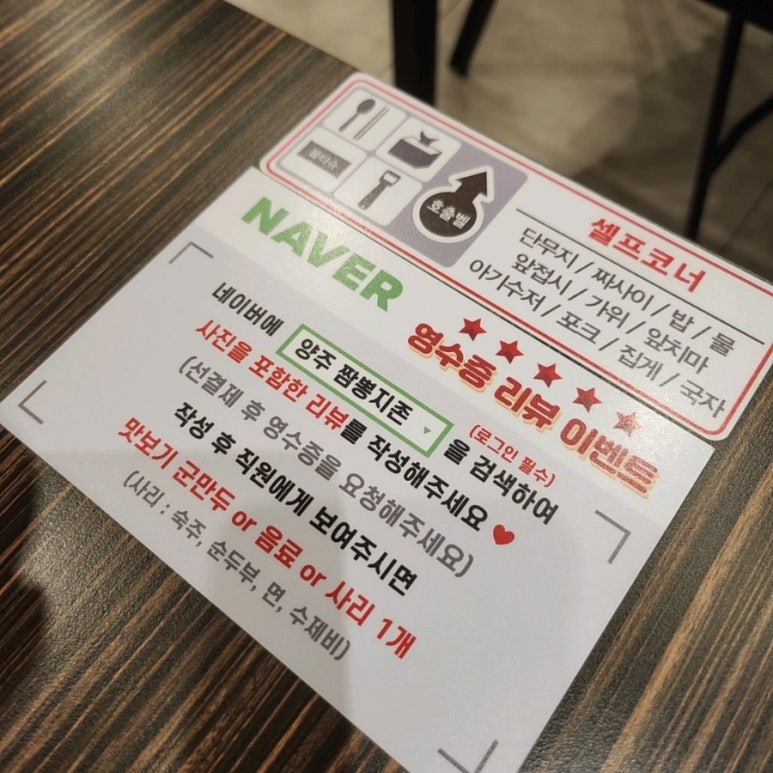 물티슈
호출벨
셀프코너
단무지 / 짜사이 / 밥 / 물
앞접시 / 가위 / 앞치마
아기수저 / 포크 / 집게 / 국자
NAVER
★★★★★
영수증 리뷰 이벤트
(로그인 필수)
네이버에 양주 짬뽕지존 을 검색하여
사진을 포함한 리뷰를 작성해주세요 ♥
(선결제 후 영수증을 요청해주세요)
작성 후 직원에게 보여주시면
맛보기 군만두 or 음료 or 사리 1개
(사리 : 숙주, 순두부, 면, 수제비)